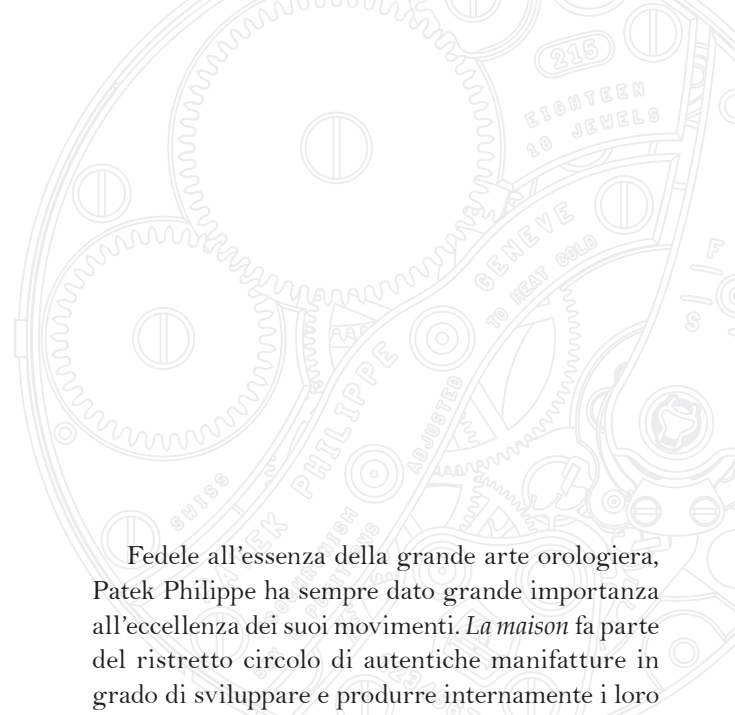 215
EIGHTEEN
18 JEWELS
GENEVE
TO HEAT COLD
F
S
PHILIPPE
ADJUSTED
SWISS
Fedele all’essenza della grande arte orologiera,
Patek Philippe ha sempre dato grande importanza
all’eccellenza dei suoi movimenti. La maison fa parte
del ristretto circolo di autentiche manifatture in
grado di sviluppare e produrre internamente i loro